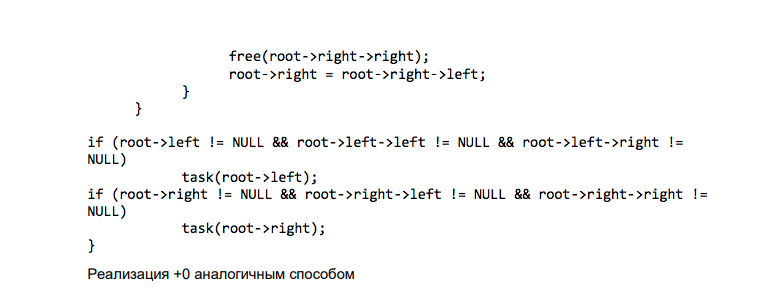 free(root->right->right);
root->right = root->right->left;
}
}
if (root->left != NULL && root->left->left != NULL && root->left->right !=
NULL)
task(root->left);
if (root->right != NULL && root->right->left != NULL && root->right->right !=
NULL)
task(root->right);
}
Реализация +0 аналогичным способом